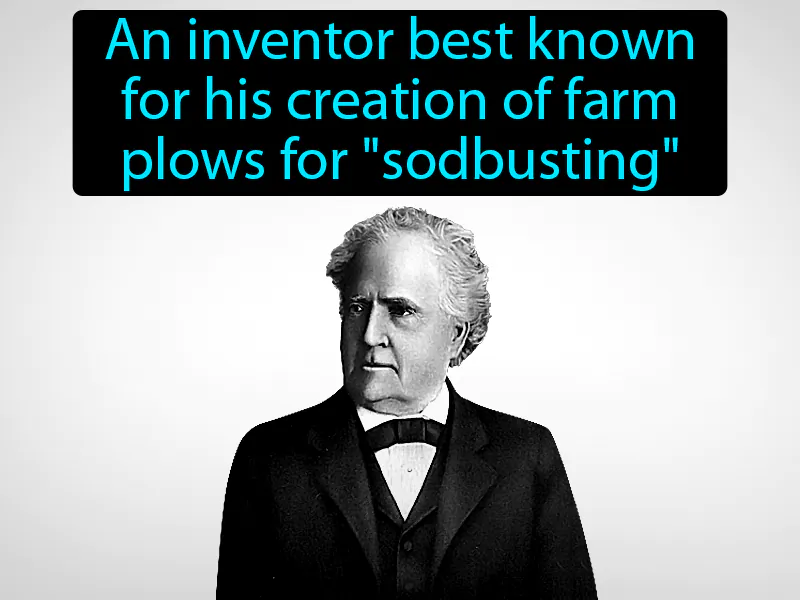 An inventor best known
for his creation of farm
plows for "sodbusting"